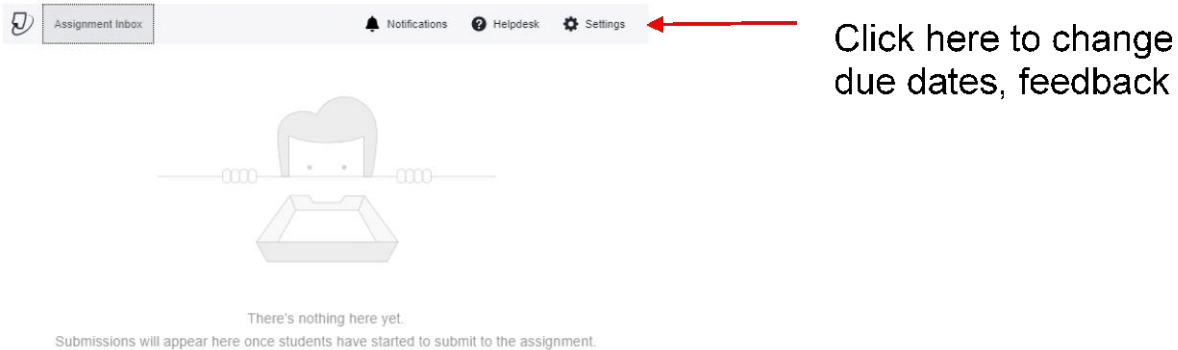 Assignment Inbox
Notifications
Helpdesk
Settings
Click here to change
due dates, feedback
There's nothing here yet.
Submissions will appear here once students have started to submit to the assignment.